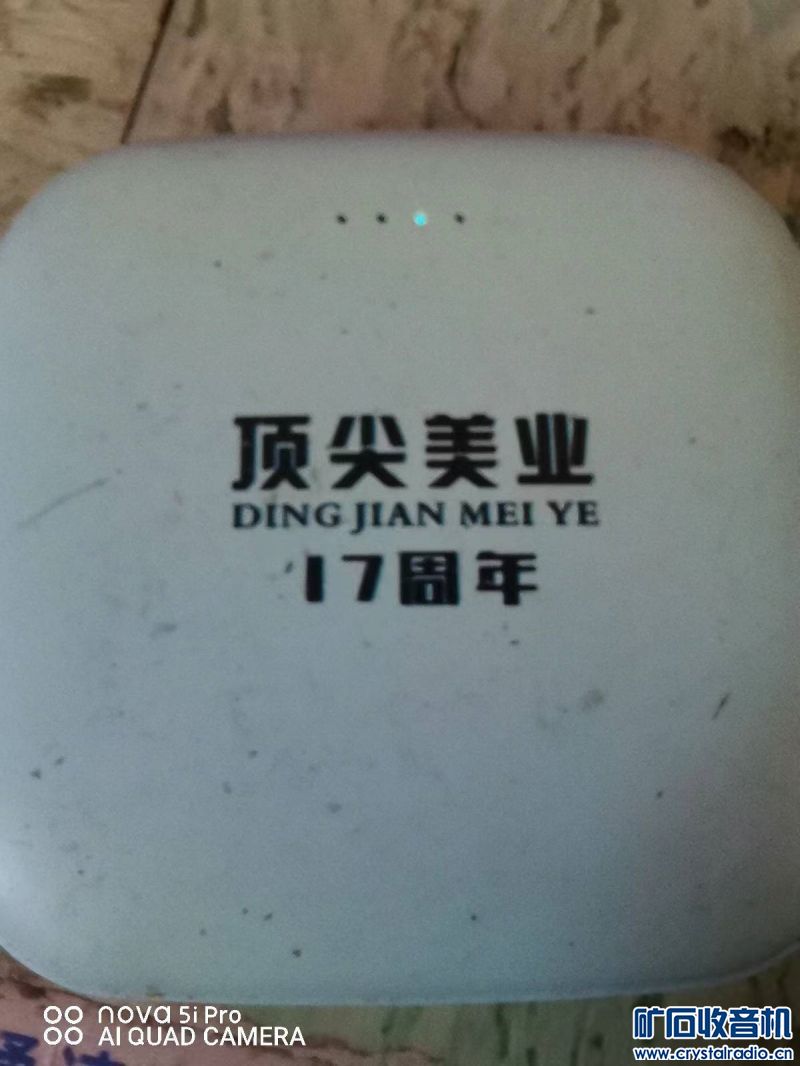 顶尖美业
DING JIAN MEI YE
17周年
nova 5i Pro
AI QUAD CAMERA
矿石收音机
www.crystalradio.cn